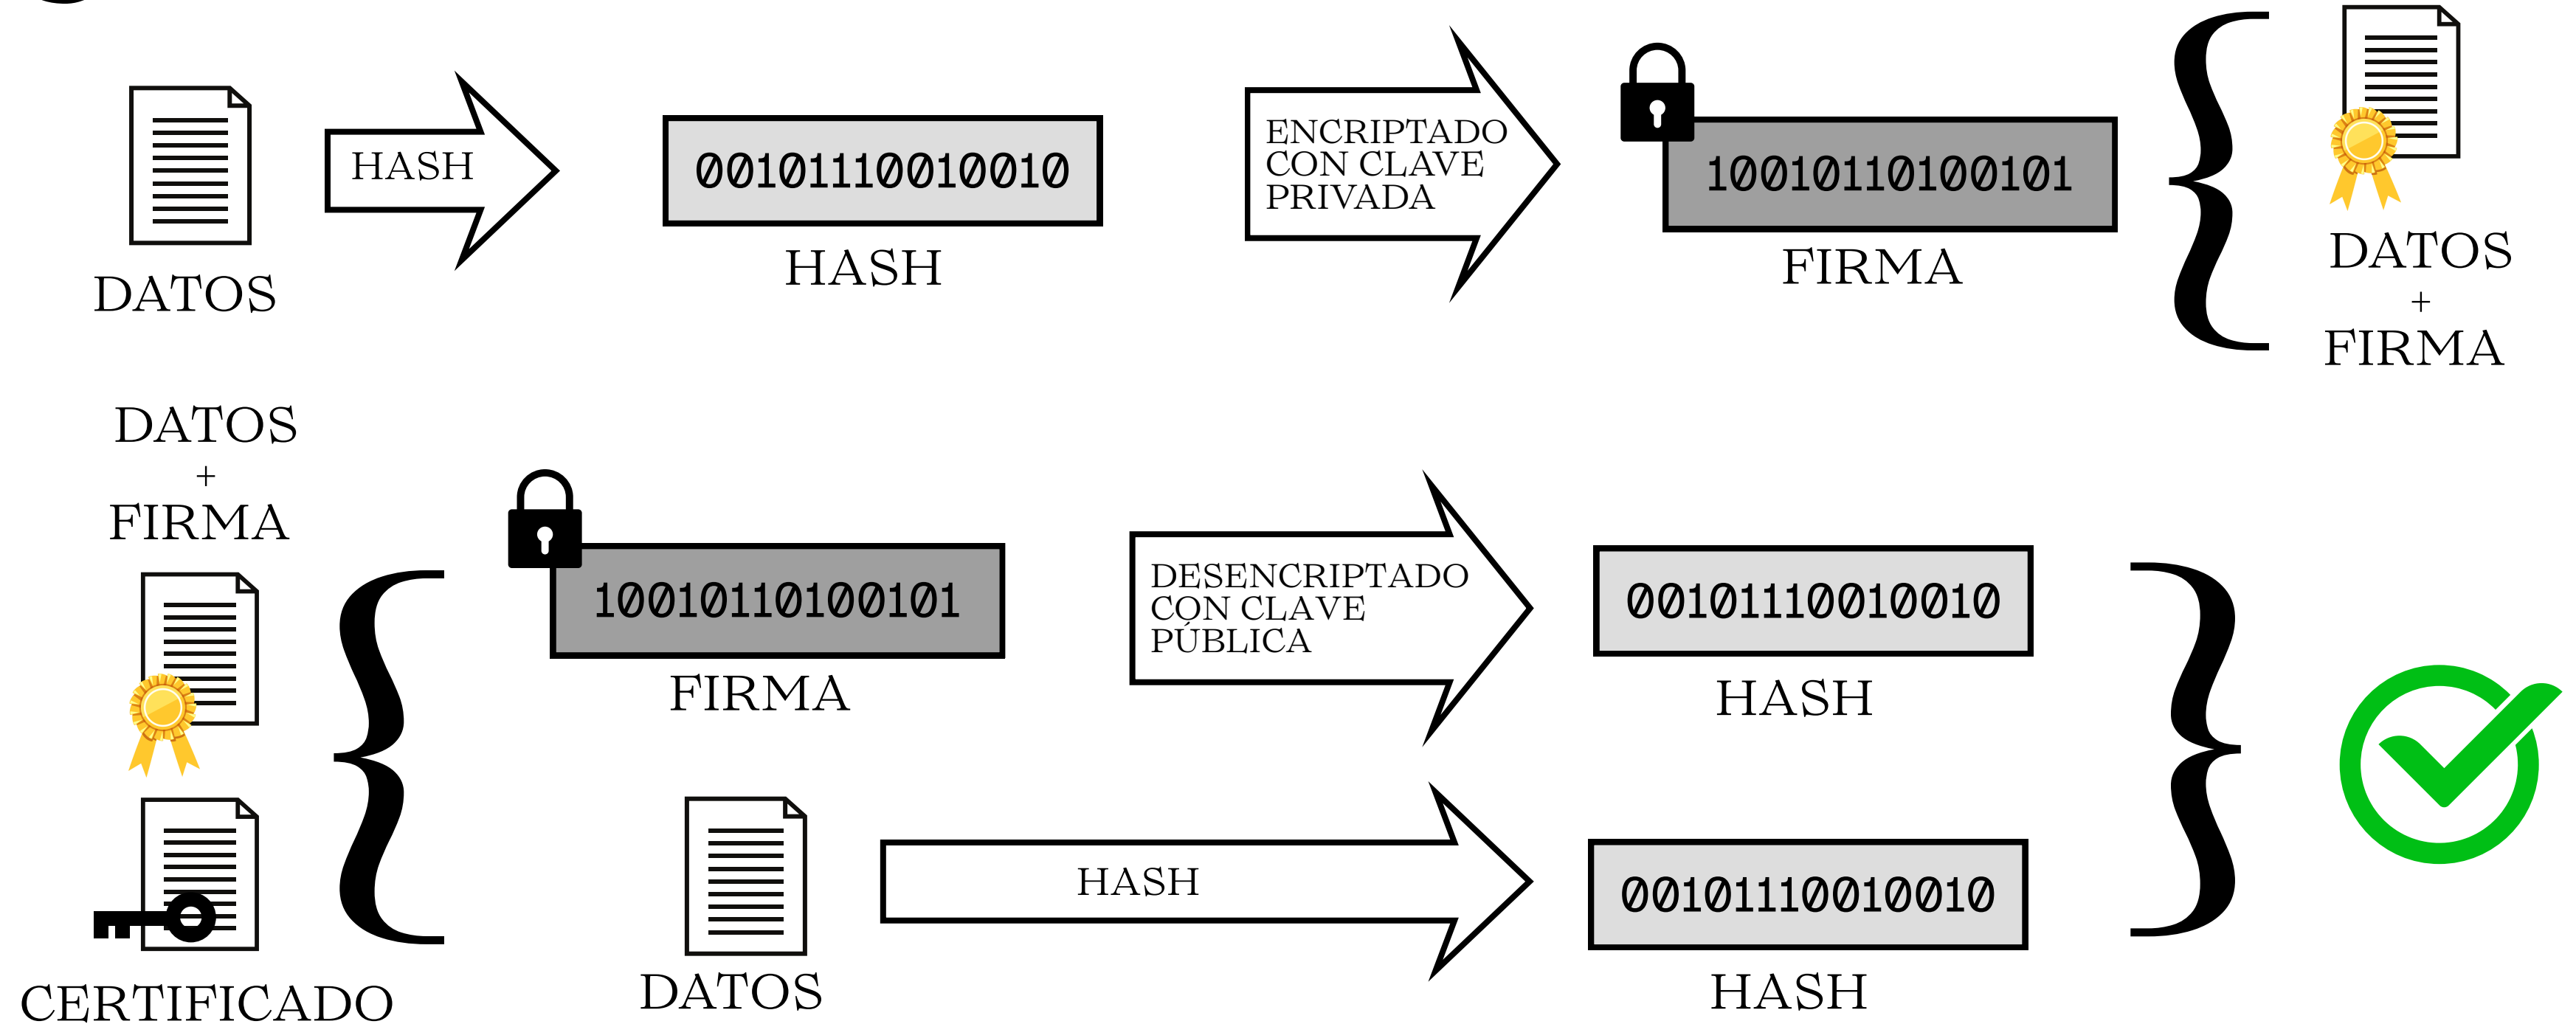 HASH
00101110010010
ENCRIPTADO
CON CLAVE
PRIVADA
10010110100101
DATOS
HASH
FIRMA
DATOS
+
FIRMA
DATOS
+
FIRMA
10010110100101
DESENCRIPTADO
CON CLAVE
PÚBLICA
00101110010010
FIRMA
HASH
HASH
00101110010010
CERTIFICADO
DATOS
HASH